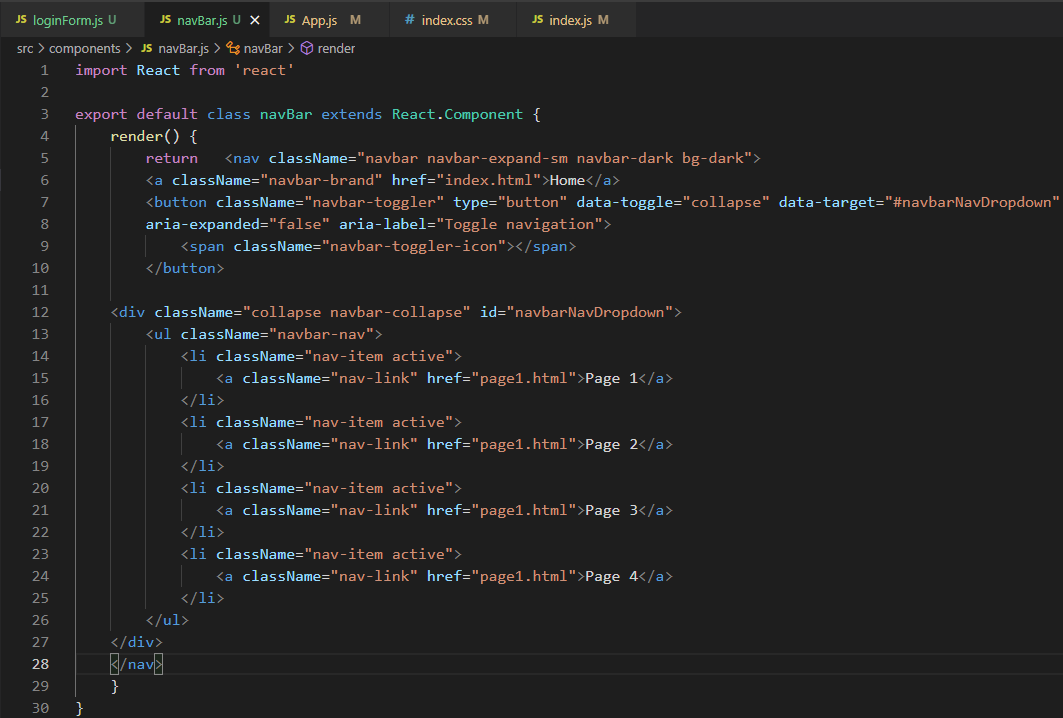 JS loginForm.js U JS navBar.js U × JS App.js M # index.css M JS index.js M
src > components > JS navBar.js > navBar > render
1 import React from 'react'
2
3 export default class navBar extends React.Component {
4 render() {
5 return <nav className="navbar navbar-expand-sm navbar-dark bg-dark">
6 <a className="navbar-brand" href="index.html">Home</a>
7 <button className="navbar-toggler" type="button" data-toggle="collapse" data-target="#navbarNavDropdown"
8 aria-expanded="false" aria-label="Toggle navigation">
9 <span className="navbar-toggler-icon"></span>
10 </button>
11
12 <div className="collapse navbar-collapse" id="navbarNavDropdown">
13 <ul className="navbar-nav">
14 <li className="nav-item active">
15 <a className="nav-link" href="page1.html">Page 1</a>
16 </li>
17 <li className="nav-item active">
18 <a className="nav-link" href="page1.html">Page 2</a>
19 </li>
20 <li className="nav-item active">
21 <a className="nav-link" href="page1.html">Page 3</a>
22 </li>
23 <li className="nav-item active">
24 <a className="nav-link" href="page1.html">Page 4</a>
25 </li>
26 </ul>
27 </div>
28 </nav>
29 }
30 }